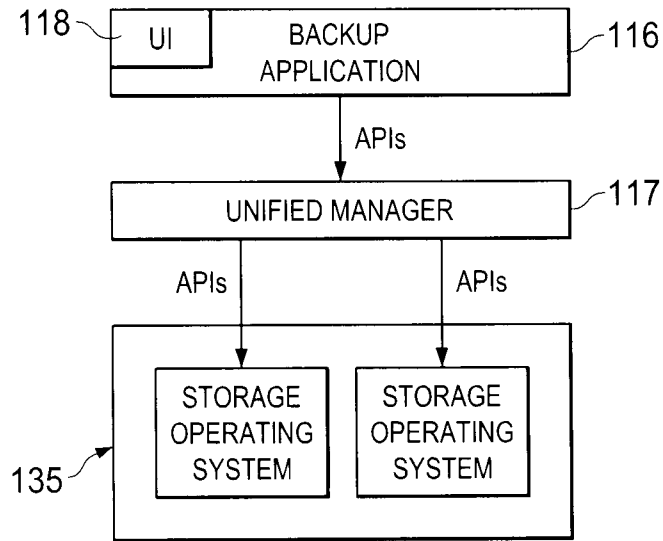 118
UI
BACKUP
APPLICATION
116
APIs
UNIFIED MANAGER
117
APIs
APIs
STORAGE
OPERATING
SYSTEM
STORAGE
OPERATING
SYSTEM
135